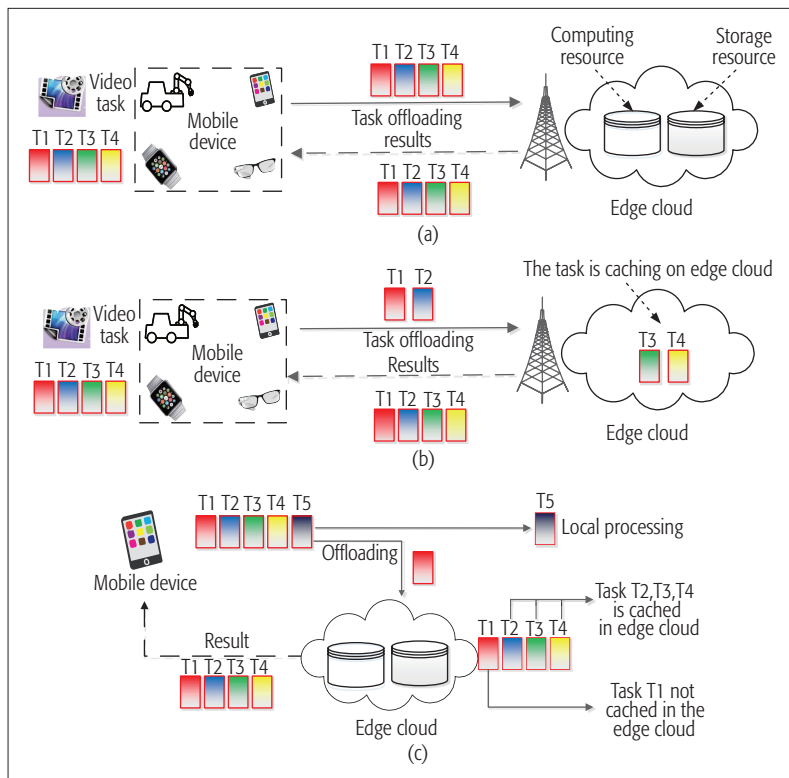 T1 T2 T3 T4
Computing
resource
Storage
resource
Video
task
Mobile
device
T1 T2 T3 T4
Task offloading
results
T1 T2 T3 T4
Edge cloud
(a)
T1 T2
The task is caching on edge cloud
Video
task
Mobile
device
T1 T2 T3 T4
Task offloading
Results
T3 T4
T1 T2 T3 T4
Edge cloud
(b)
T1 T2 T3 T4 T5
T5
Local processing
Offloading
Mobile device
Task T2,T3,T4
is cached
in edge cloud
Result
T1 T2 T3 T4
T1 T2 T3 T4
Edge cloud
Task T1 not
cached in the
edge cloud
(c)